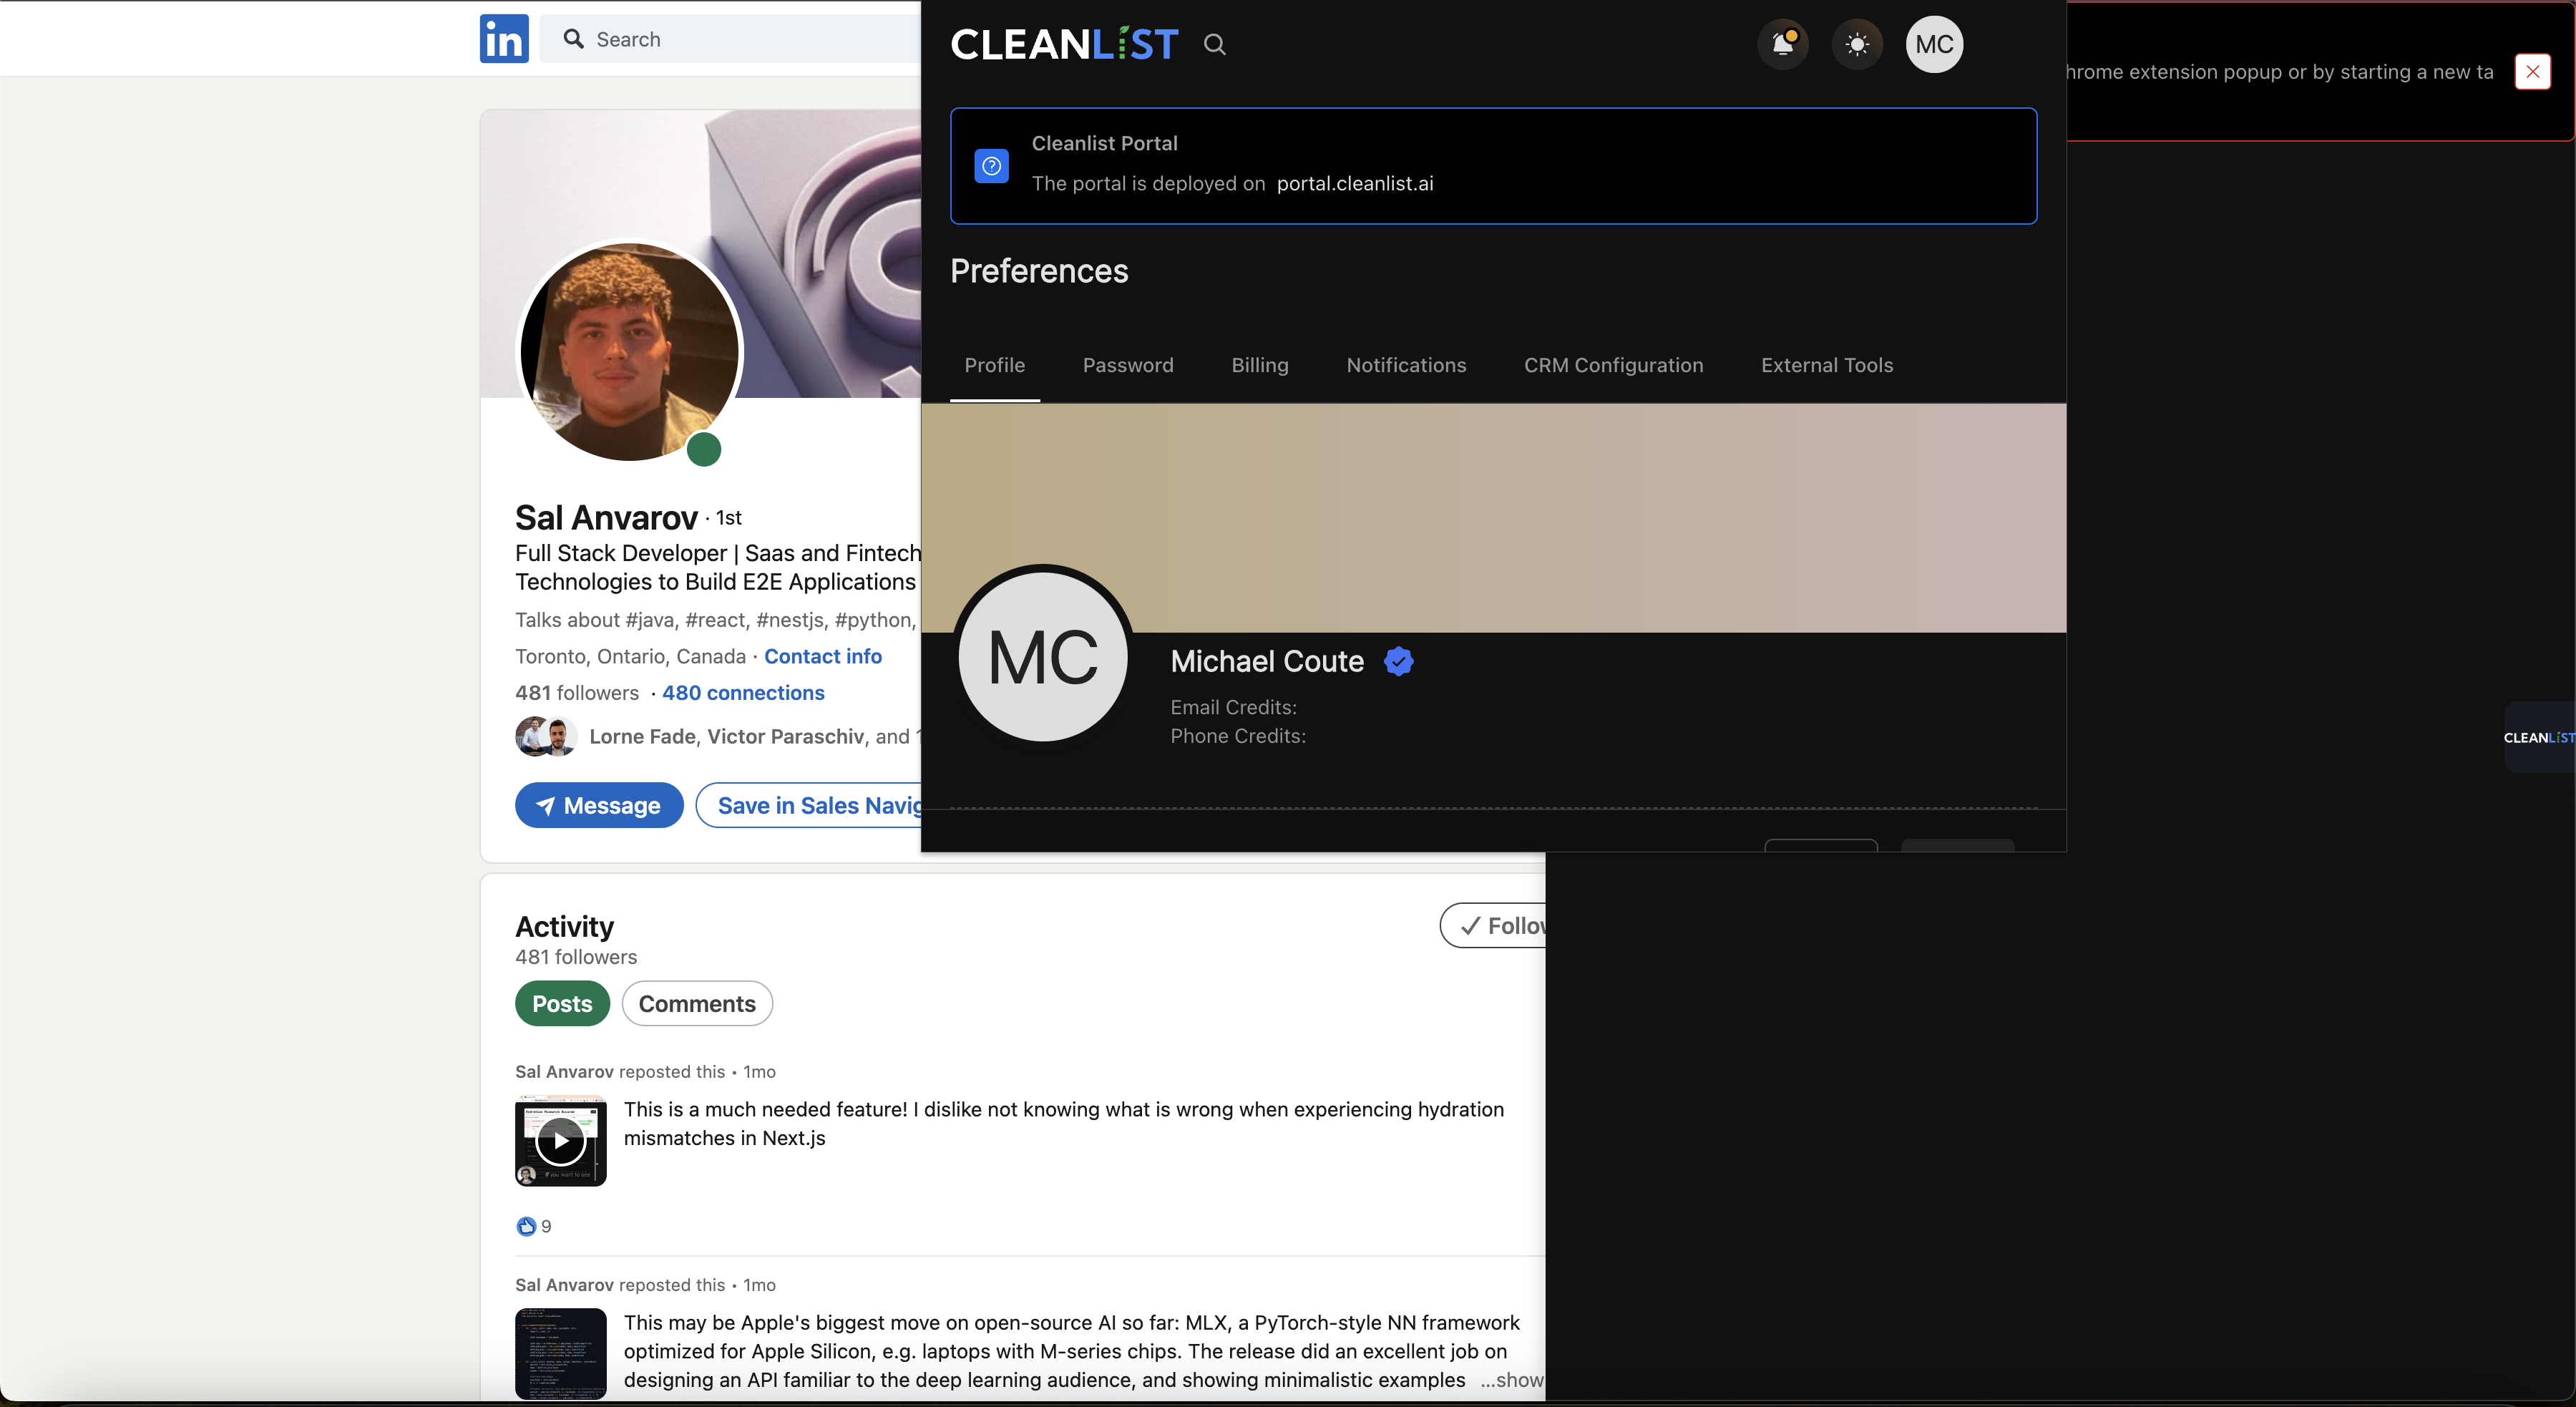 in
Search
Sal Anvarov · 1st
Full Stack Developer | Saas and Fintech
Technologies to Build E2E Applications
Talks about #java, #react, #nestjs, #python,
Toronto, Ontario, Canada · Contact info
481 followers · 480 connections
Lorne Fade, Victor Paraschiv, and 1
Message
Save in Sales Navig
Activity
481 followers
Follow
Posts
Comments
Sal Anvarov reposted this • 1mo
This is a much needed feature! I dislike not knowing what is wrong when experiencing hydration
mismatches in Next.js
9
Sal Anvarov reposted this • 1mo
This may be Apple's biggest move on open-source AI so far: MLX, a PyTorch-style NN framework
optimized for Apple Silicon, e.g. laptops with M-series chips. The release did an excellent job on
designing an API familiar to the deep learning audience, and showing minimalistic examples ...show
CLEANLIST
MC
Cleanlist Portal
The portal is deployed on portal.cleanlist.ai
Preferences
Profile
Password
Billing
Notifications
CRM Configuration
External Tools
MC
Michael Coute
Email Credits:
Phone Credits:
hrome extension popup or by starting a new ta
CLEANLIST